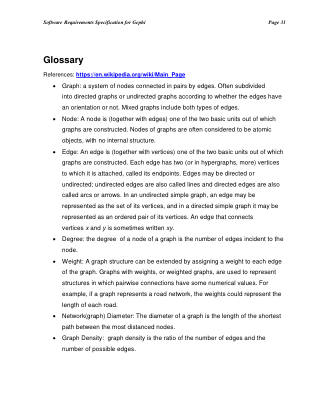 Software Requirements Specification for Gephi Page 31
Glossary
References: https://en.wikipedia.org/wiki/Main_Page
• Graph: a system of nodes connected in pairs by edges. Often subdivided
into directed graphs or undirected graphs according to whether the edges have
an orientation or not. Mixed graphs include both types of edges.
• Node: A node is (together with edges) one of the two basic units out of which
graphs are constructed. Nodes of graphs are often considered to be atomic
objects, with no internal structure.
• Edge: An edge is (together with vertices) one of the two basic units out of which
graphs are constructed. Each edge has two (or in hypergraphs, more) vertices
to which it is attached, called its endpoints. Edges may be directed or
undirected; undirected edges are also called lines and directed edges are also
called arcs or arrows. In an undirected simple graph, an edge may be
represented as the set of its vertices, and in a directed simple graph it may be
represented as an ordered pair of its vertices. An edge that connects
vertices x and y is sometimes written xy.
• Degree: the degree of a node of a graph is the number of edges incident to the
node.
• Weight: A graph structure can be extended by assigning a weight to each edge
of the graph. Graphs with weights, or weighted graphs, are used to represent
structures in which pairwise connections have some numerical values. For
example, if a graph represents a road network, the weights could represent the
length of each road.
• Network(graph) Diameter: The diameter of a graph is the length of the shortest
path between the most distanced nodes.
• Graph Density: graph density is the ratio of the number of edges and the
number of possible edges.